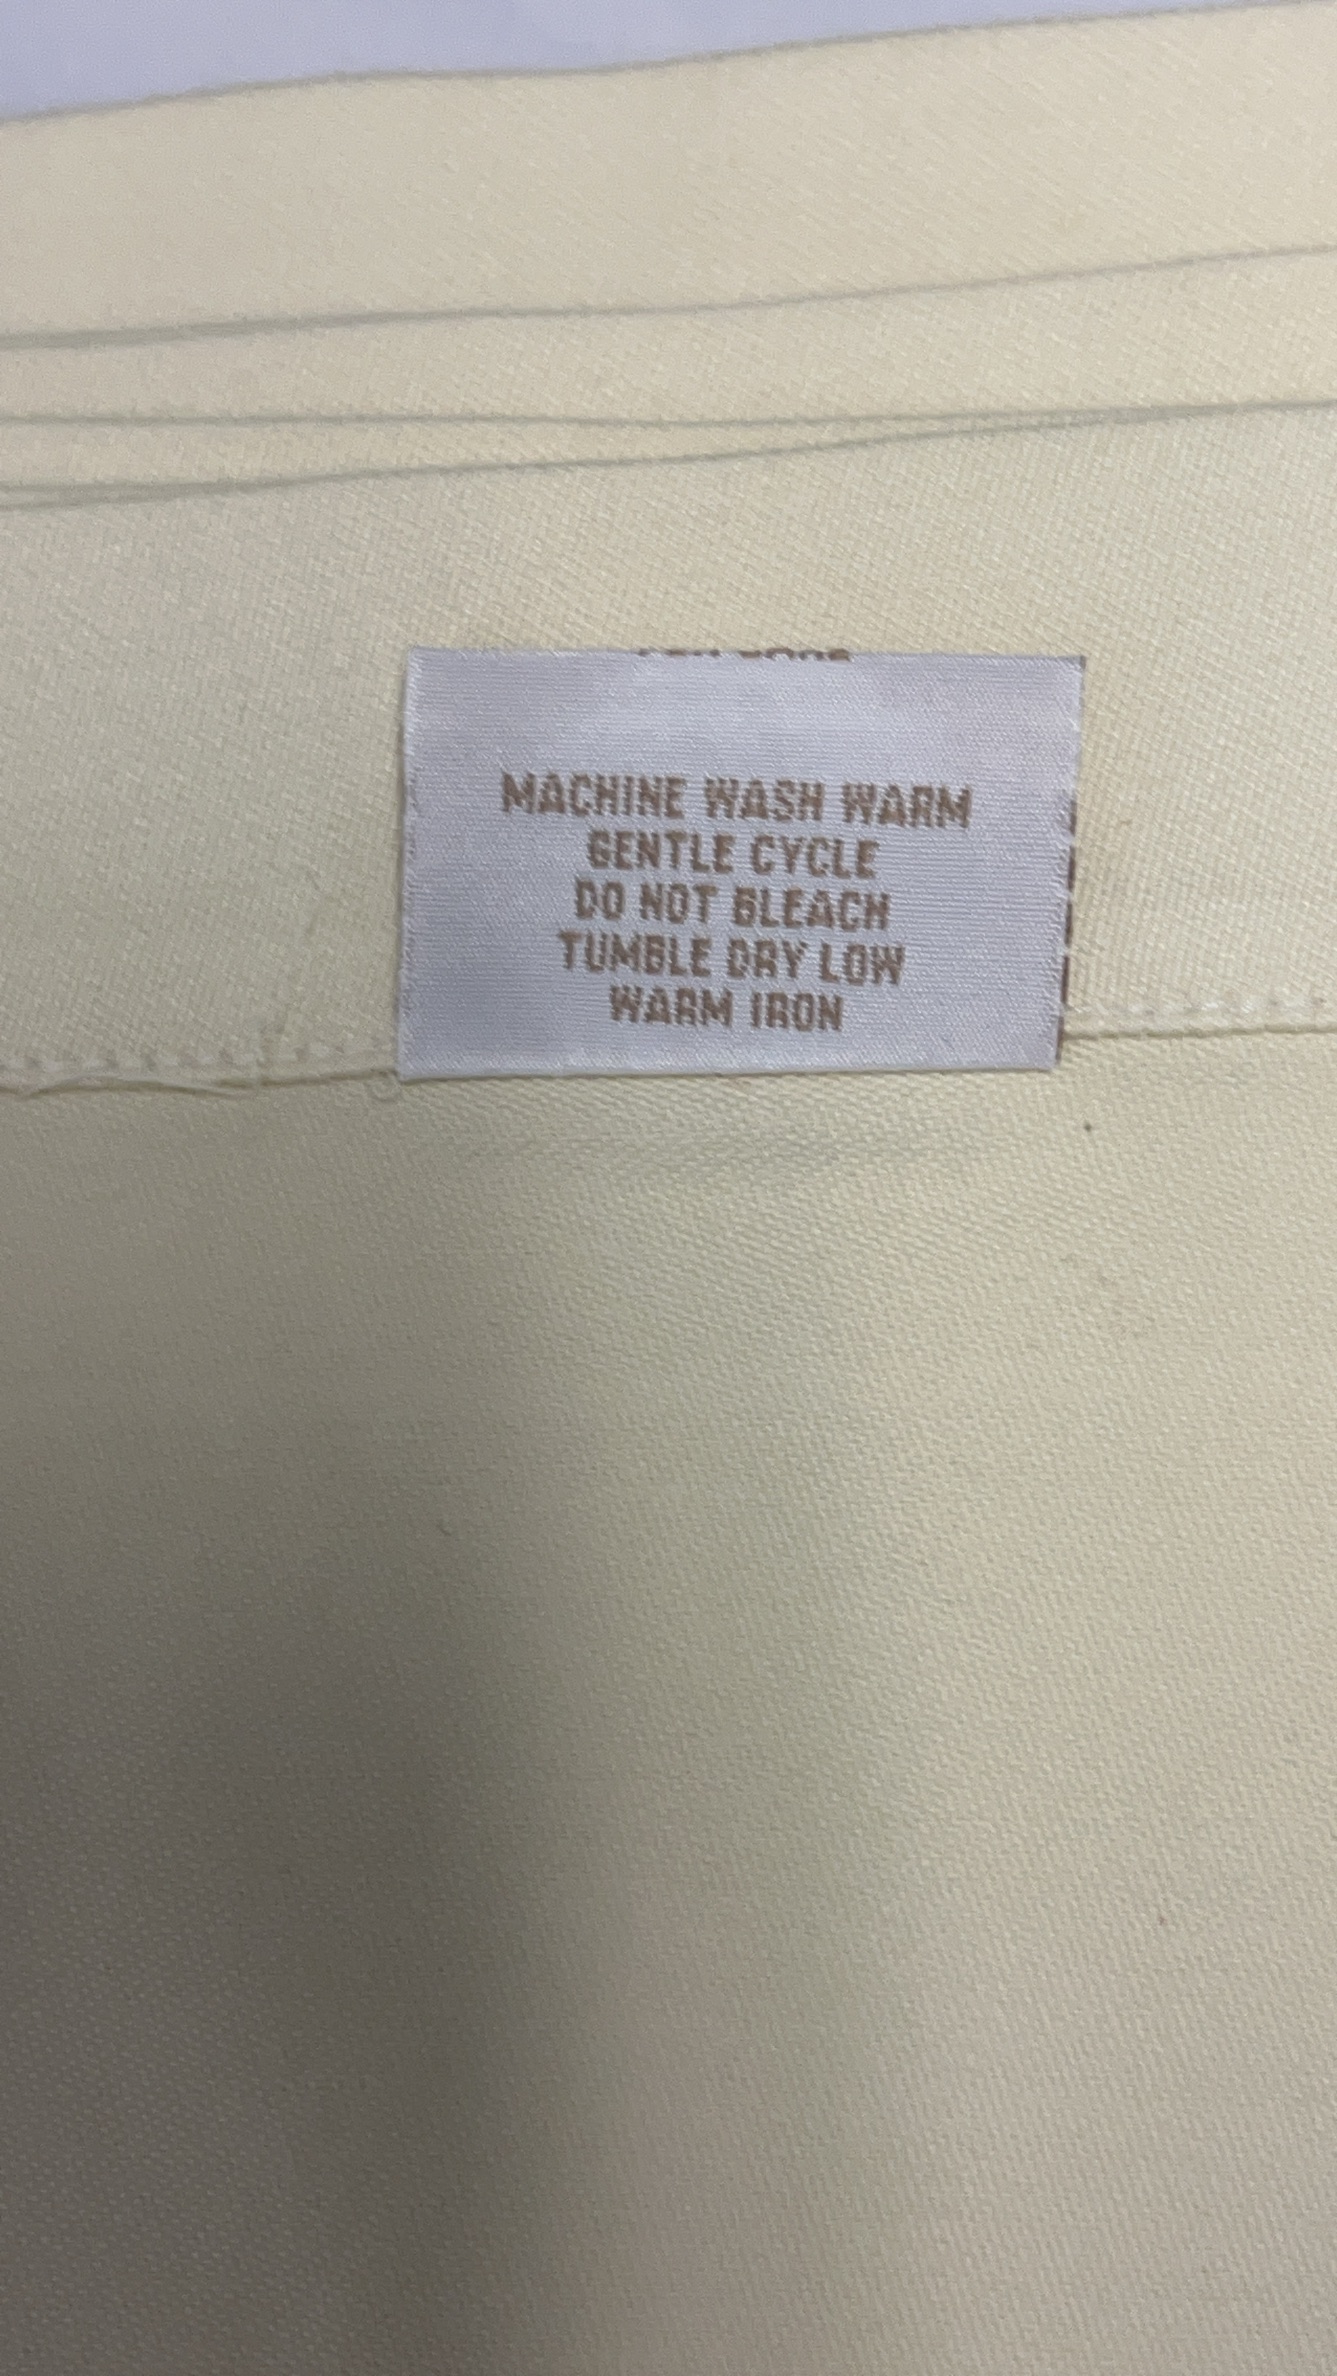 MACHINE WASH WARM
GENTLE CYCLE
DO NOT BLEACH
TUMBLE DRY LOW
WARM IRON